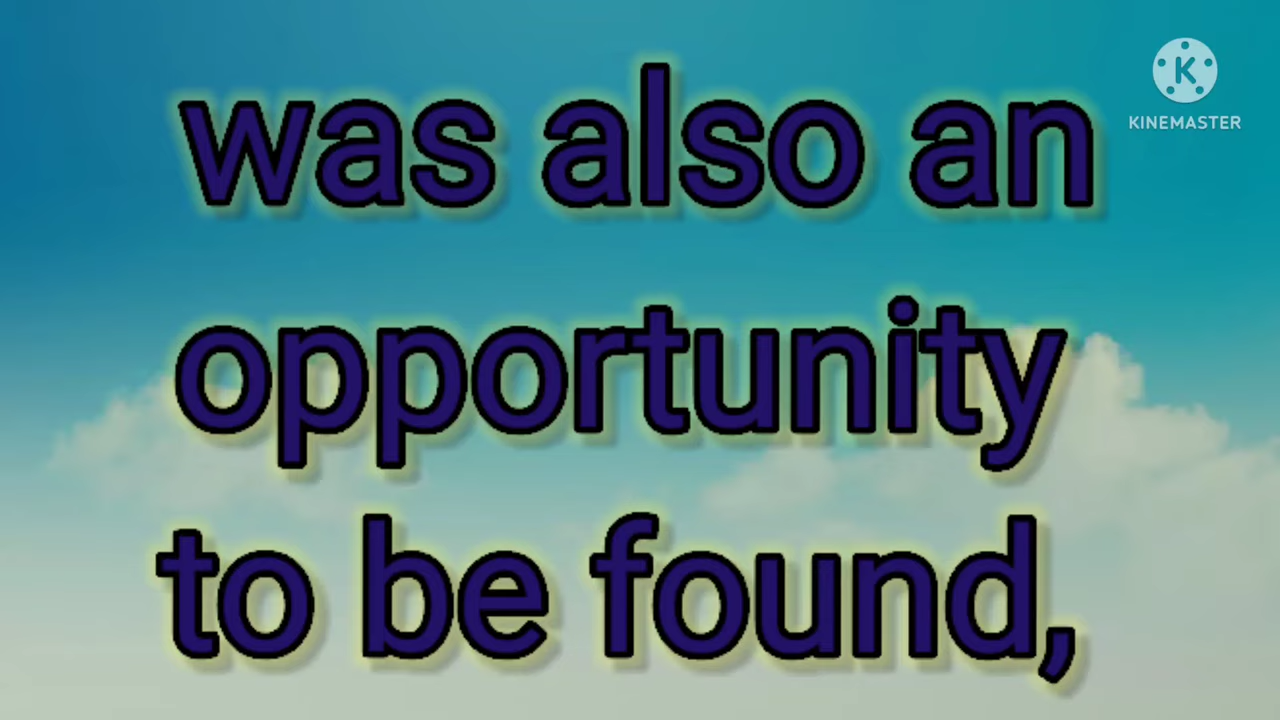 was also an
K
KINEMASTER
opportunity
to be found,